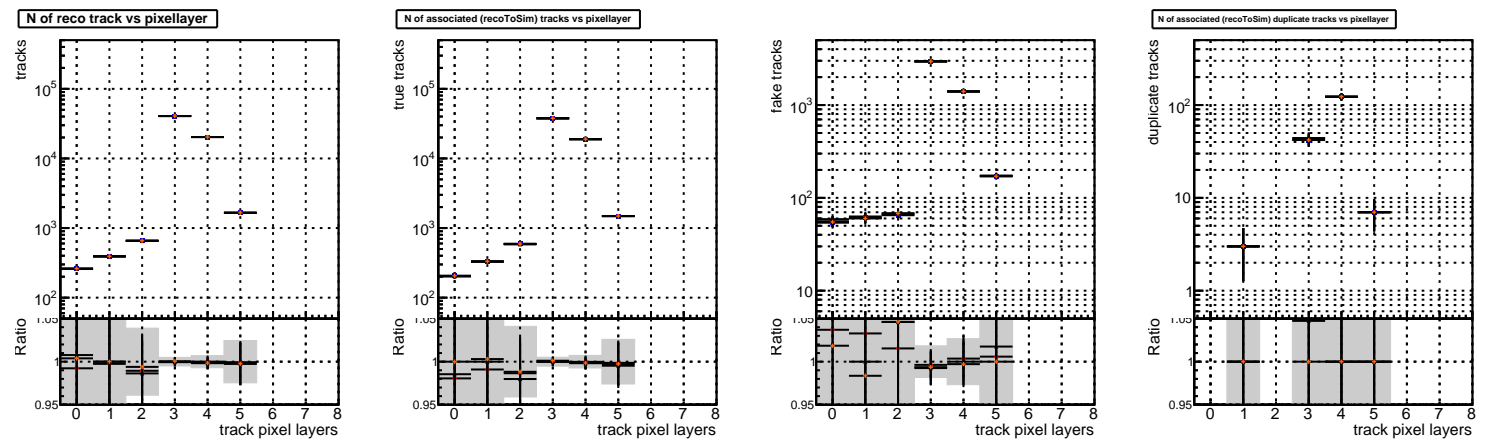 N of reco track vs pixellayer
tracks
10^5
10^4
10^3
10^2
Ratio
1.05
1
0.95
0 1 2 3 4 5 6 7 8
track pixel layers
N of associated (recoToSim) tracks vs pixellayer
true tracks
10^5
10^4
10^3
10^2
Ratio
1.05
1
0.95
0 1 2 3 4 5 6 7 8
track pixel layers
fake tracks
10^3
10^2
10
Ratio
1.05
1
0.95
0 1 2 3 4 5 6 7 8
track pixel layers
N of associated (recoToSim) duplicate tracks vs pixellayer
duplicate tracks
10^2
10
1
Ratio
1.05
1
0.95
0 1 2 3 4 5 6 7 8
track pixel layers